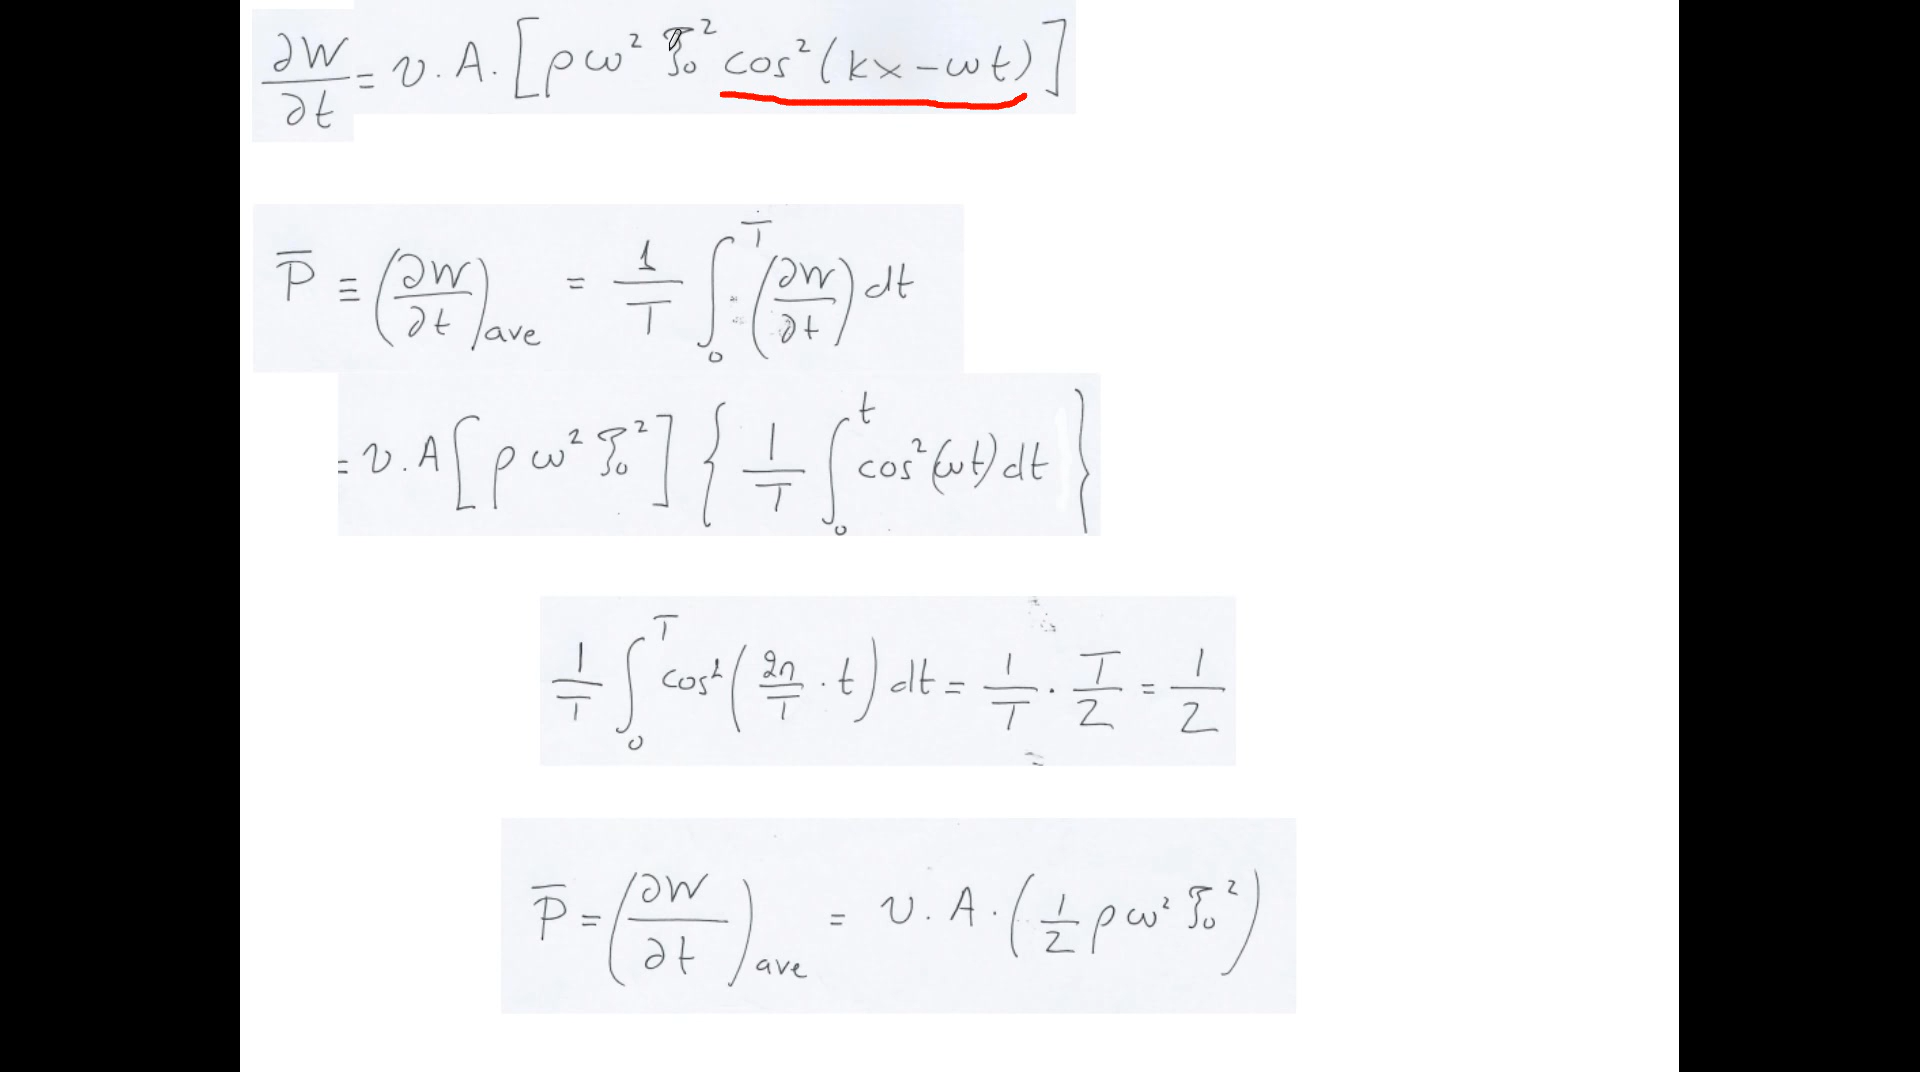 ∂W/∂t = v.A.[ρω² ξ₀² cos²(kx-ωt)]
P̅ ≡ (∂W/∂t)ave = 1/T ∫₀ᵀ (∂W/∂t) dt
= v.A[ρω² ξ₀²] {1/T ∫₀ᵗ cos²(ωt) dt}
1/T ∫₀ᵀ cos²(2π/T · t) dt = 1/T · T/2 = 1/2
P̅ = (∂W/∂t)ave = v.A.(1/2 ρω² ξ₀²)